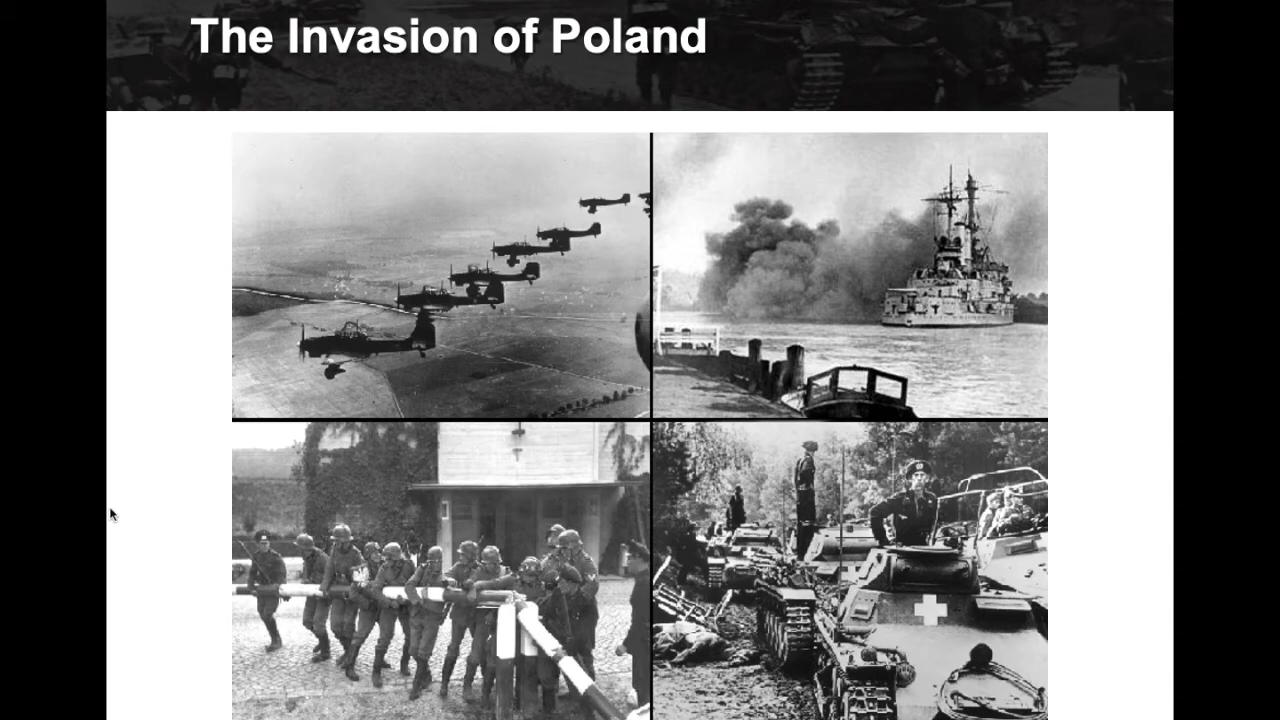 The Invasion of Poland